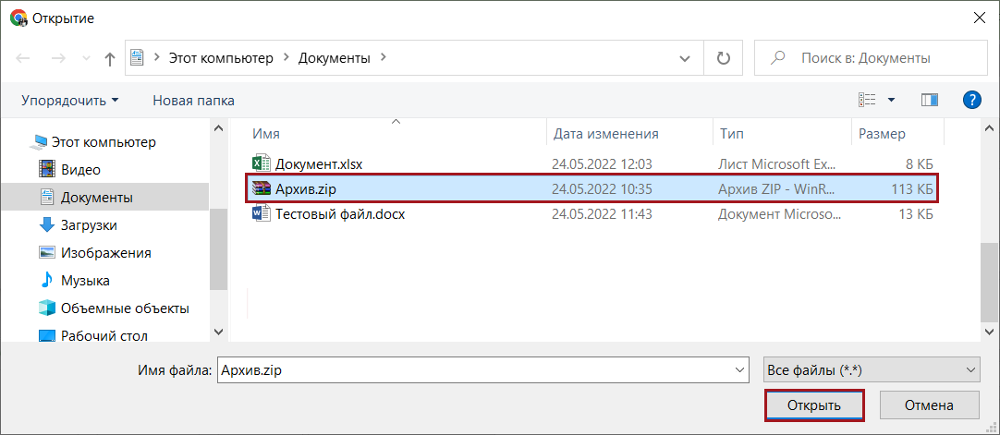 Открытие
Этот компьютер Документы
Поиск в: Документы
Упорядочить Новая папка
?
Этот компьютер
Видео
Документы
Загрузки
Изображения
Музыка
Объемные объекты
Рабочий стол
Имя Дата изменения Тип Размер
Документ.xlsx 24.05.2022 12:03 Лист Microsoft Ex... 8 КБ
Архив.zip 24.05.2022 10:35 Архив ZIP - WinR... 113 КБ
Тестовый файл.docx 24.05.2022 11:43 Документ Microso... 13 КБ
Имя файла: Архив.zip Все файлы (*.*)
Открыть Отмена